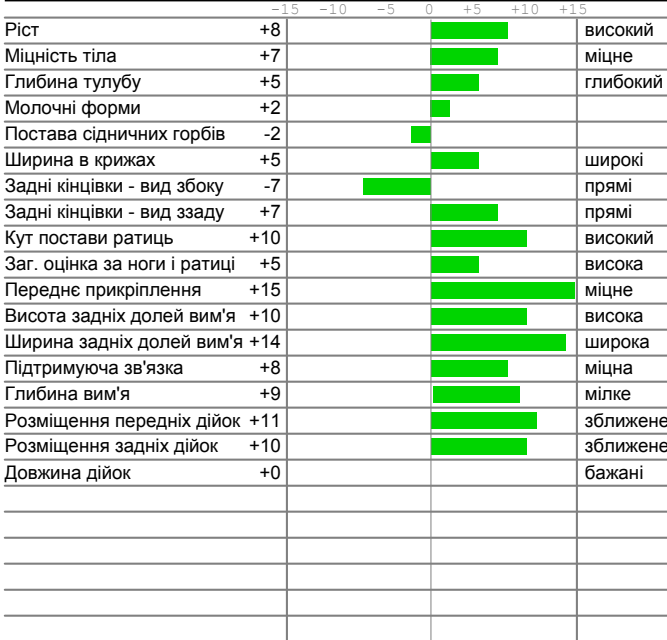 -15 -10 -5 0 +5 +10 +15
Ріст +8 високий
Міцність тіла +7 міцне
Глибина тулубу +5 глибокий
Молочні форми +2
Постава сідничних горбів -2
Ширина в крижах +5 широкі
Задні кінцівки - вид збоку -7 прямі
Задні кінцівки - вид ззаду +7 прямі
Кут постави ратиць +10 високий
Заг. оцінка за ноги і ратиці +5 висока
Переднє прикріплення +15 міцне
Висота задніх долей вим'я +10 висока
Ширина задніх долей вим'я +14 широка
Підтримуюча зв'язка +8 міцна
Глибина вим'я +9 мілке
Розміщення передніх дійок +11 зближене
Розміщення задніх дійок +10 зближене
Довжина дійок +0 бажані